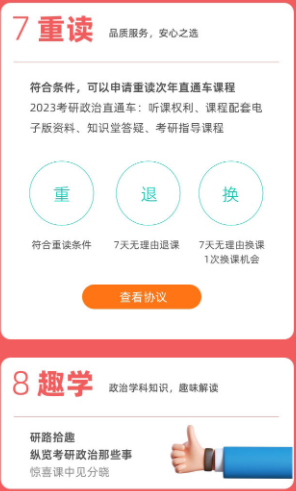 7 重读 品质服务，安心之选
符合条件，可以申请重读次年直通车课程
2023考研政治直通车：听课权利、课程配套电
子版资料、知识堂答疑、考研指导课程
重 退 换
符合重读条件 7天无理由退课 7天无理由换课
1次换课机会
查看协议
8 趣学 政治学科知识，趣味解读
研路拾趣
纵览考研政治那些事
惊喜课中见分晓